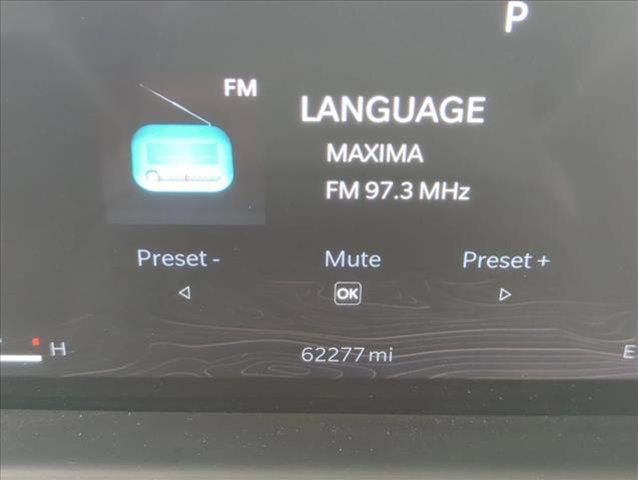 P
FM
LANGUAGE
MAXIMA
FM 97.3 MHz
Preset - Mute Preset +
OK
H 62277 mi E